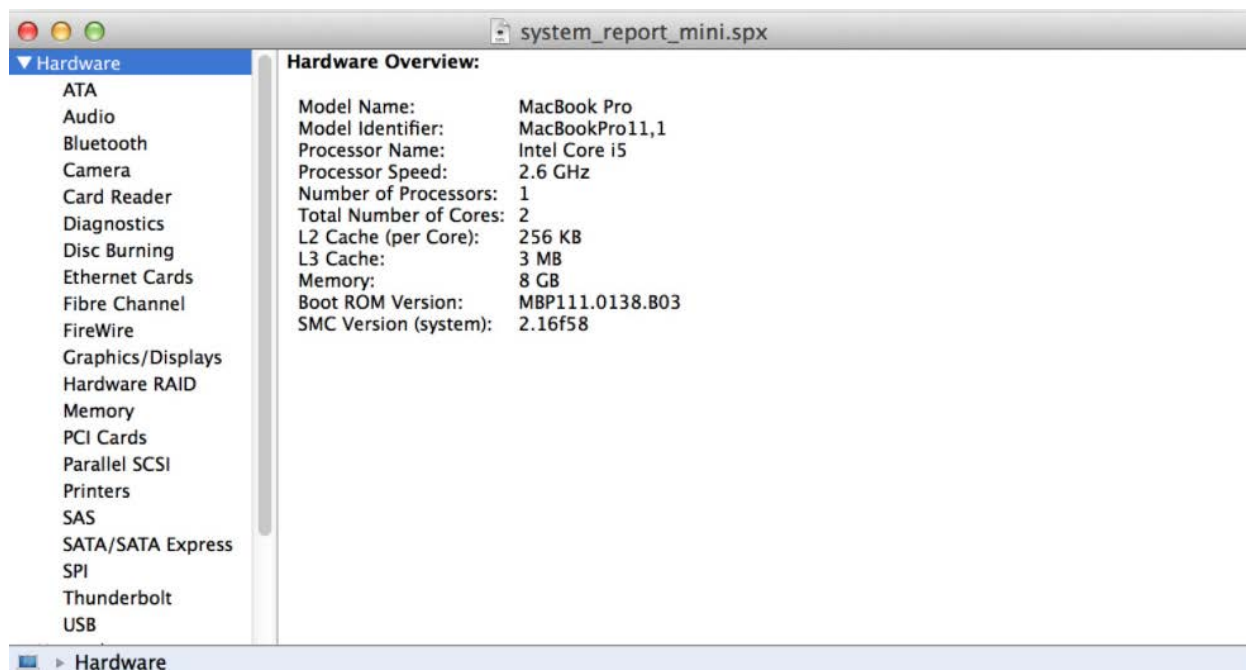 system_report_mini.spx
Hardware
ATA
Audio
Bluetooth
Camera
Card Reader
Diagnostics
Disc Burning
Ethernet Cards
Fibre Channel
FireWire
Graphics/Displays
Hardware RAID
Memory
PCI Cards
Parallel SCSI
Printers
SAS
SATA/SATA Express
SPI
Thunderbolt
USB
Hardware Overview:
Model Name: MacBook Pro
Model Identifier: MacBookPro11,1
Processor Name: Intel Core i5
Processor Speed: 2.6 GHz
Number of Processors: 1
Total Number of Cores: 2
L2 Cache (per Core): 256 KB
L3 Cache: 3 MB
Memory: 8 GB
Boot ROM Version: MBP111.0138.B03
SMC Version (system): 2.16f58
Hardware